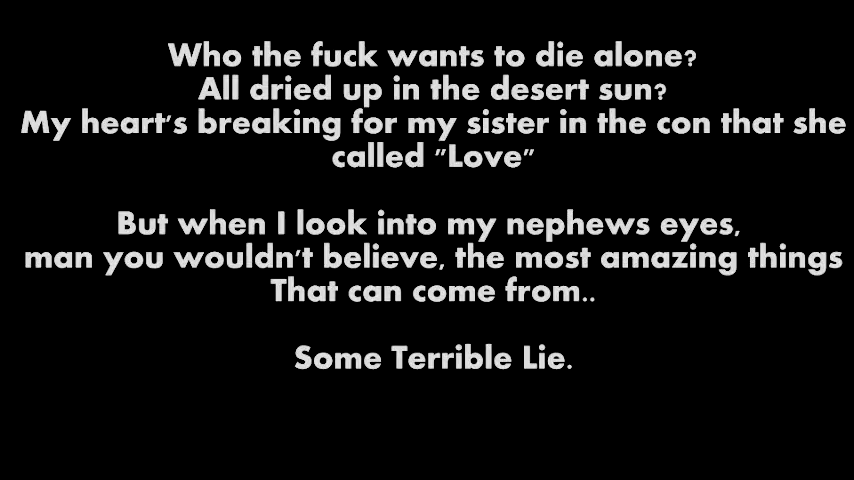 Who the fuck wants to die alone?
All dried up in the desert sun?
My heart's breaking for my sister in the con that she
called "Love"
But when I look into my nephews eyes,
man you wouldn't believe, the most amazing things
That can come from..
Some Terrible Lie.